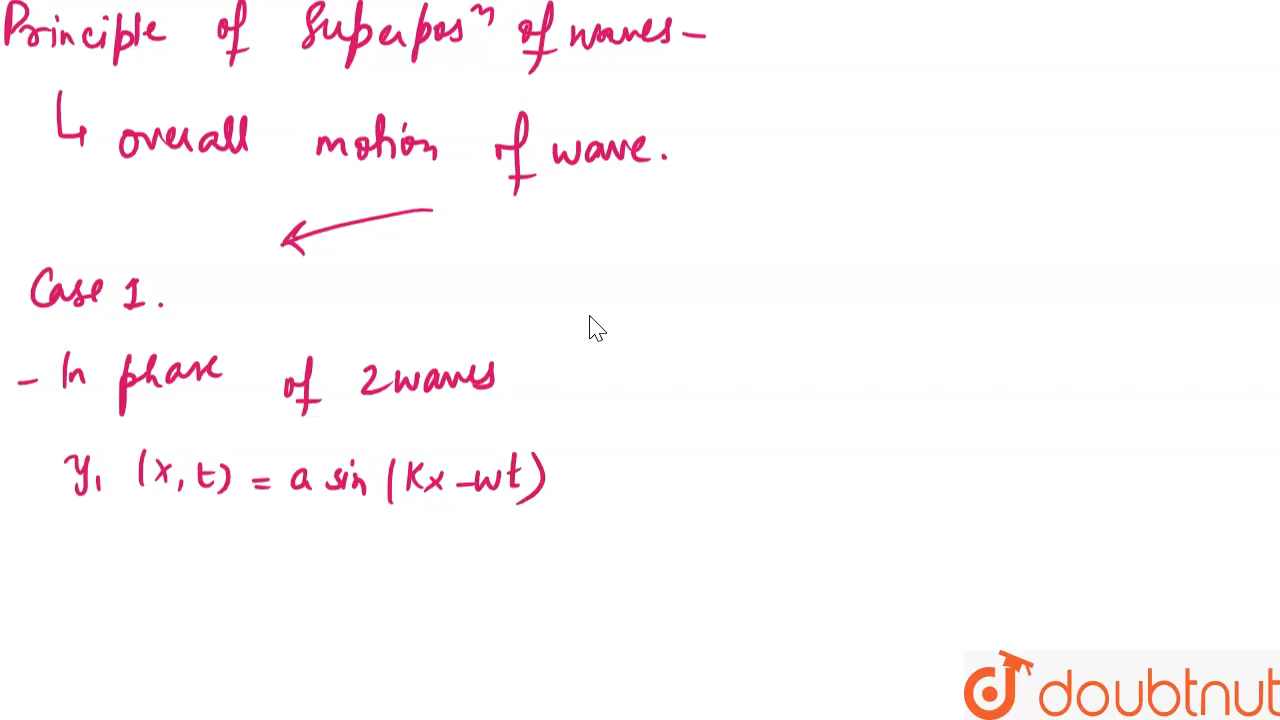 Principle of Superposⁿ of waves -
↳ overall motion of wave.
Case 1.
- In phase of 2 waves
y₁ (x, t) = a sin (kx - wt)
doubtnut